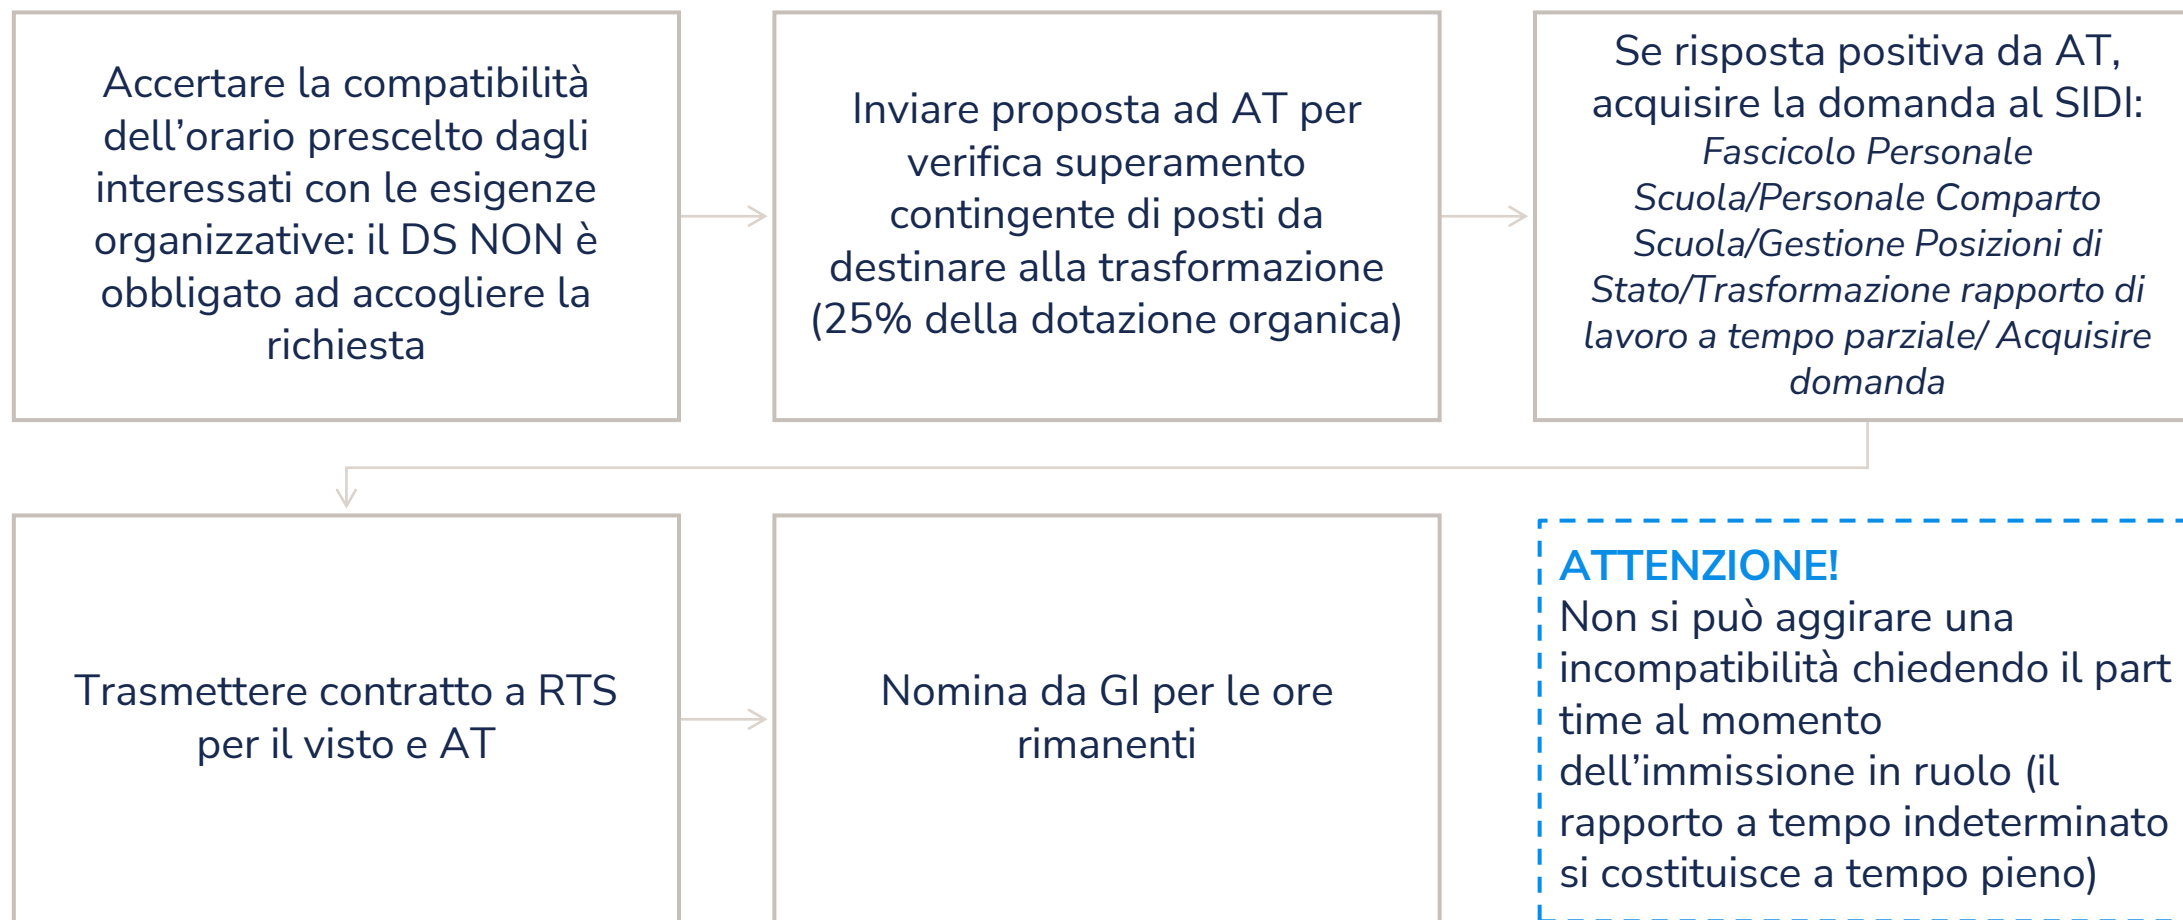 Accertare la compatibilità
dell’orario prescelto dagli
interessati con le esigenze
organizzative: il DS NON è
obbligato ad accogliere la
richiesta
Inviare proposta ad AT per
verifica superamento
contingente di posti da
destinare alla trasformazione
(25% della dotazione organica)
Se risposta positiva da AT,
acquisire la domanda al SIDI:
Fascicolo Personale
Scuola/Personale Comparto
Scuola/Gestione Posizioni di
Stato/Trasformazione rapporto di
lavoro a tempo parziale/ Acquisire
domanda
Trasmettere contratto a RTS
per il visto e AT
Nomina da GI per le ore
rimanenti
ATTENZIONE!
Non si può aggirare una
incompatibilità chiedendo il part
time al momento
dell’immissione in ruolo (il
rapporto a tempo indeterminato
si costituisce a tempo pieno)